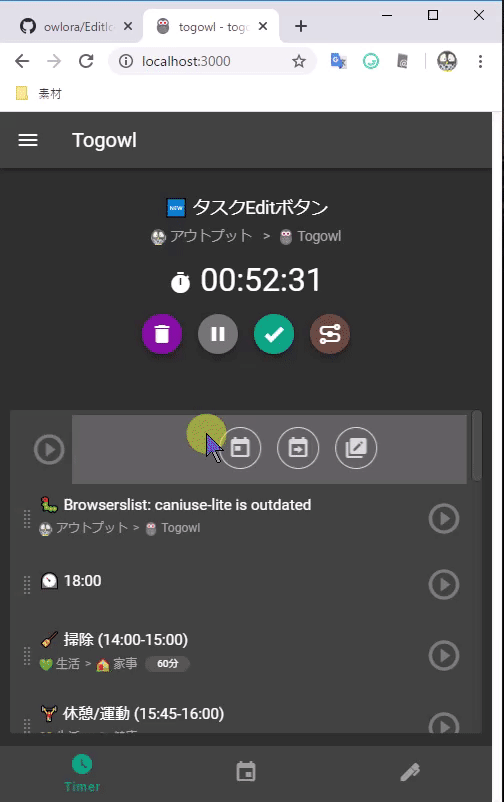 owlora/EditIo
togowl - togo
localhost:3000
素材
Togowl
NEW タスクEditボタン
アウトプット > Togowl
00:52:31
Browserslist: caniuse-lite is outdated
アウトプット > Togowl
18:00
掃除 (14:00-15:00)
生活 > 家事 60分
休憩/運動 (15:45-16:00)
Timer